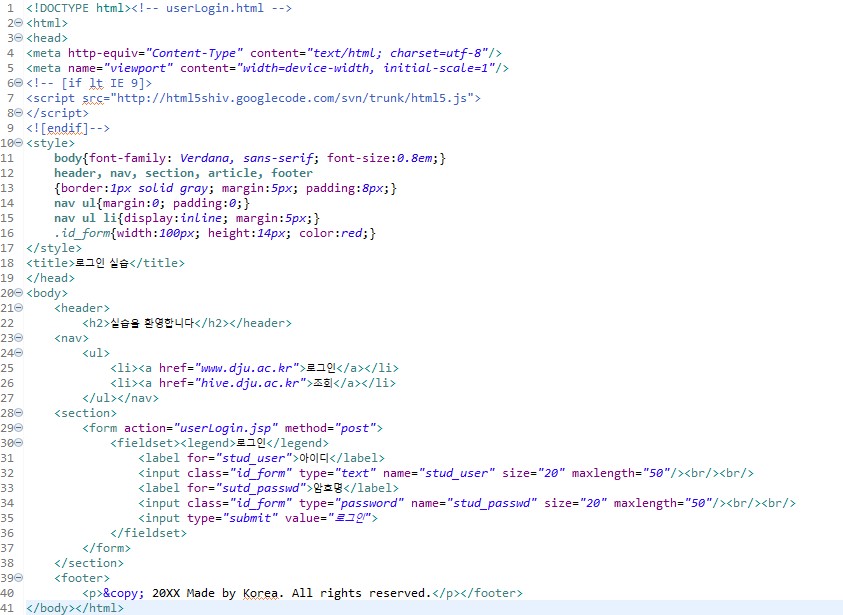 1 <!DOCTYPE html><!-- userLogin.html -->
2 <html>
3 <head>
4 <meta http-equiv="Content-Type" content="text/html; charset=utf-8"/>
5 <meta name="viewport" content="width=device-width, initial-scale=1"/>
6 <!-- [if lt IE 9]>
7 <script src="http://html5shiv.googlecode.com/svn/trunk/html5.js">
8 </script>
9 <![endif]-->
10 <style>
11     body{font-family: Verdana, sans-serif; font-size:0.8em;}
12     header, nav, section, article, footer
13     {border:1px solid gray; margin:5px; padding:8px;}
14     nav ul{margin:0; padding:0;}
15     nav ul li{display:inline; margin:5px;}
16     .id_form{width:100px; height:14px; color:red;}
17 </style>
18 <title>로그인 실습</title>
19 </head>
20 <body>
21     <header>
22         <h2>실습을 환영합니다</h2></header>
23     <nav>
24         <ul>
25             <li><a href="www.dju.ac.kr">로그인</a></li>
26             <li><a href="hive.dju.ac.kr">조회</a></li>
27         </ul></nav>
28     <section>
29         <form action="userLogin.jsp" method="post">
30             <fieldset><legend>로그인</legend>
31                 <label for="stud_user">아이디</label>
32                 <input class="id_form" type="text" name="stud_user" size="20" maxlength="50"/><br/><br/>
33                 <label for="sutd_passwd">암호명</label>
34                 <input class="id_form" type="password" name="stud_passwd" size="20" maxlength="50"/><br/><br/>
35                 <input type="submit" value="로그인">
36             </fieldset>
37         </form>
38     </section>
39     <footer>
40         <p>&copy; 20XX Made by Korea. All rights reserved.</p></footer>
41 </body></html>